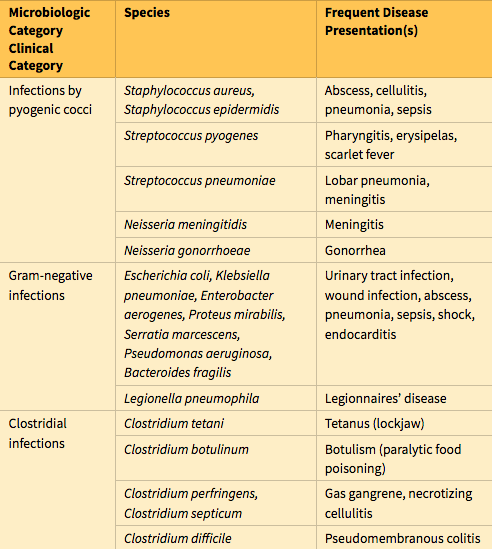 Microbiologic
Category
Clinical
Category
Species
Frequent Disease
Presentation(s)
Infections by
pyogenic cocci
Staphylococcus aureus,
Staphylococcus epidermidis
Abscess, cellulitis,
pneumonia, sepsis
Streptococcus pyogenes
Pharyngitis, erysipelas,
scarlet fever
Streptococcus pneumoniae
Lobar pneumonia,
meningitis
Neisseria meningitidis
Meningitis
Neisseria gonorrhoeae
Gonorrhea
Gram-negative
infections
Escherichia coli, Klebsiella
pneumoniae, Enterobacter
aerogenes, Proteus mirabilis,
Serratia marcescens,
Pseudomonas aeruginosa,
Bacteroides fragilis
Urinary tract infection,
wound infection, abscess,
pneumonia, sepsis, shock,
endocarditis
Legionella pneumophila
Legionnaires’ disease
Clostridial
infections
Clostridium tetani
Tetanus (lockjaw)
Clostridium botulinum
Botulism (paralytic food
poisoning)
Clostridium perfringens,
Clostridium septicum
Gas gangrene, necrotizing
cellulitis
Clostridium difficile
Pseudomembranous colitis